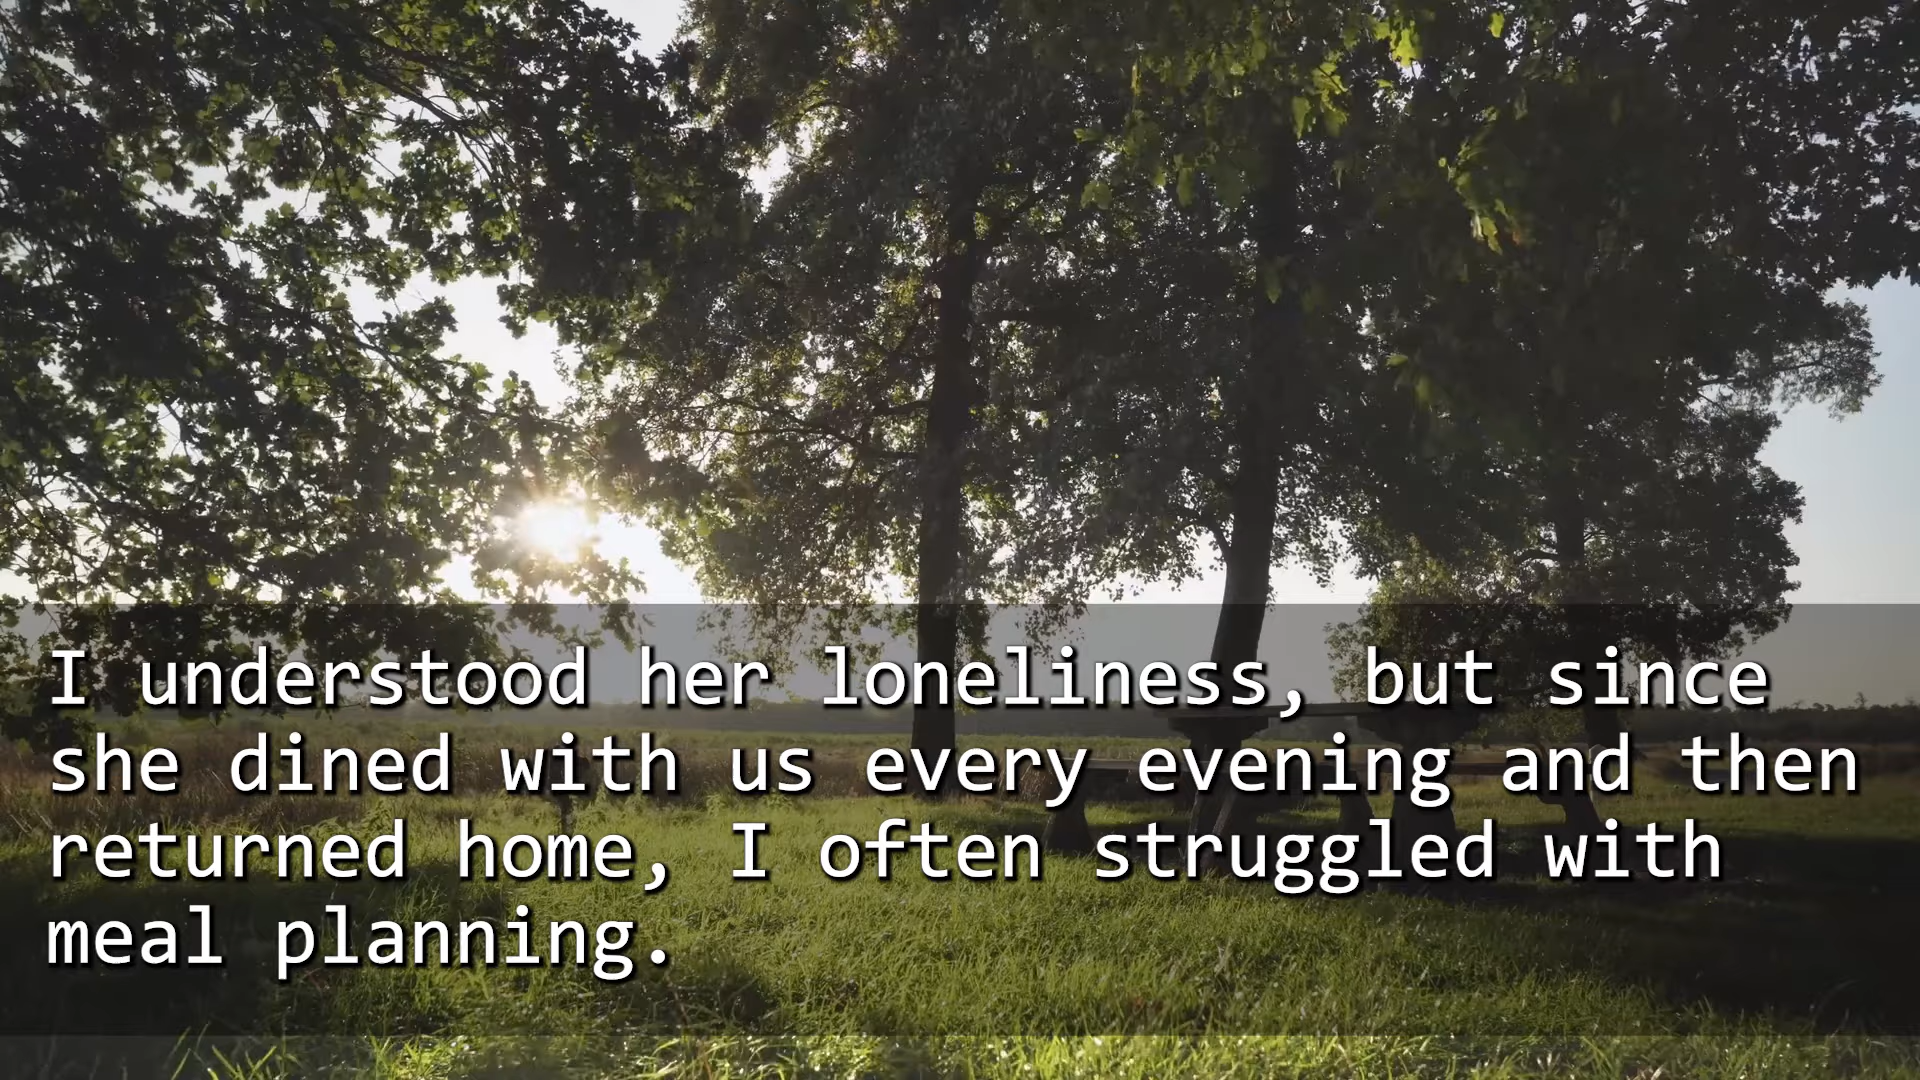 I understood her loneliness, but since
she dined with us every evening and then
returned home, I often struggled with
meal planning.